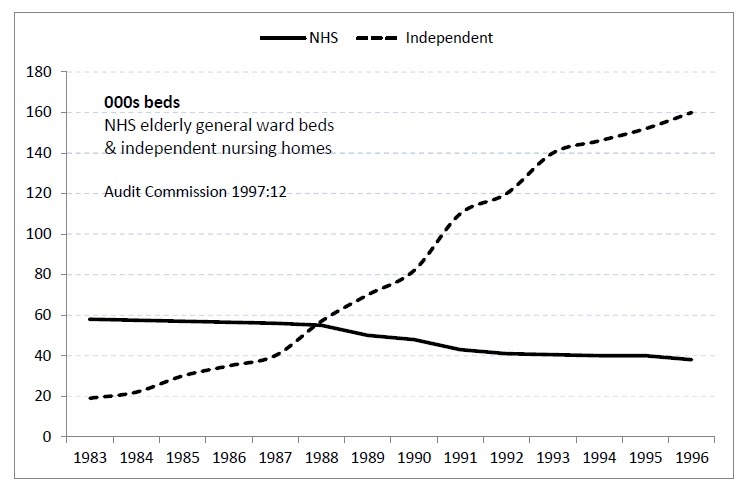 NHS Independent
180
000s beds
160
NHS elderly general ward beds
& independent nursing homes
140
120
Audit Commission 1997:12
100
80
60
40
20
0
1983 1984 1985 1986 1987 1988 1989 1990 1991 1992 1993 1994 1995 1996